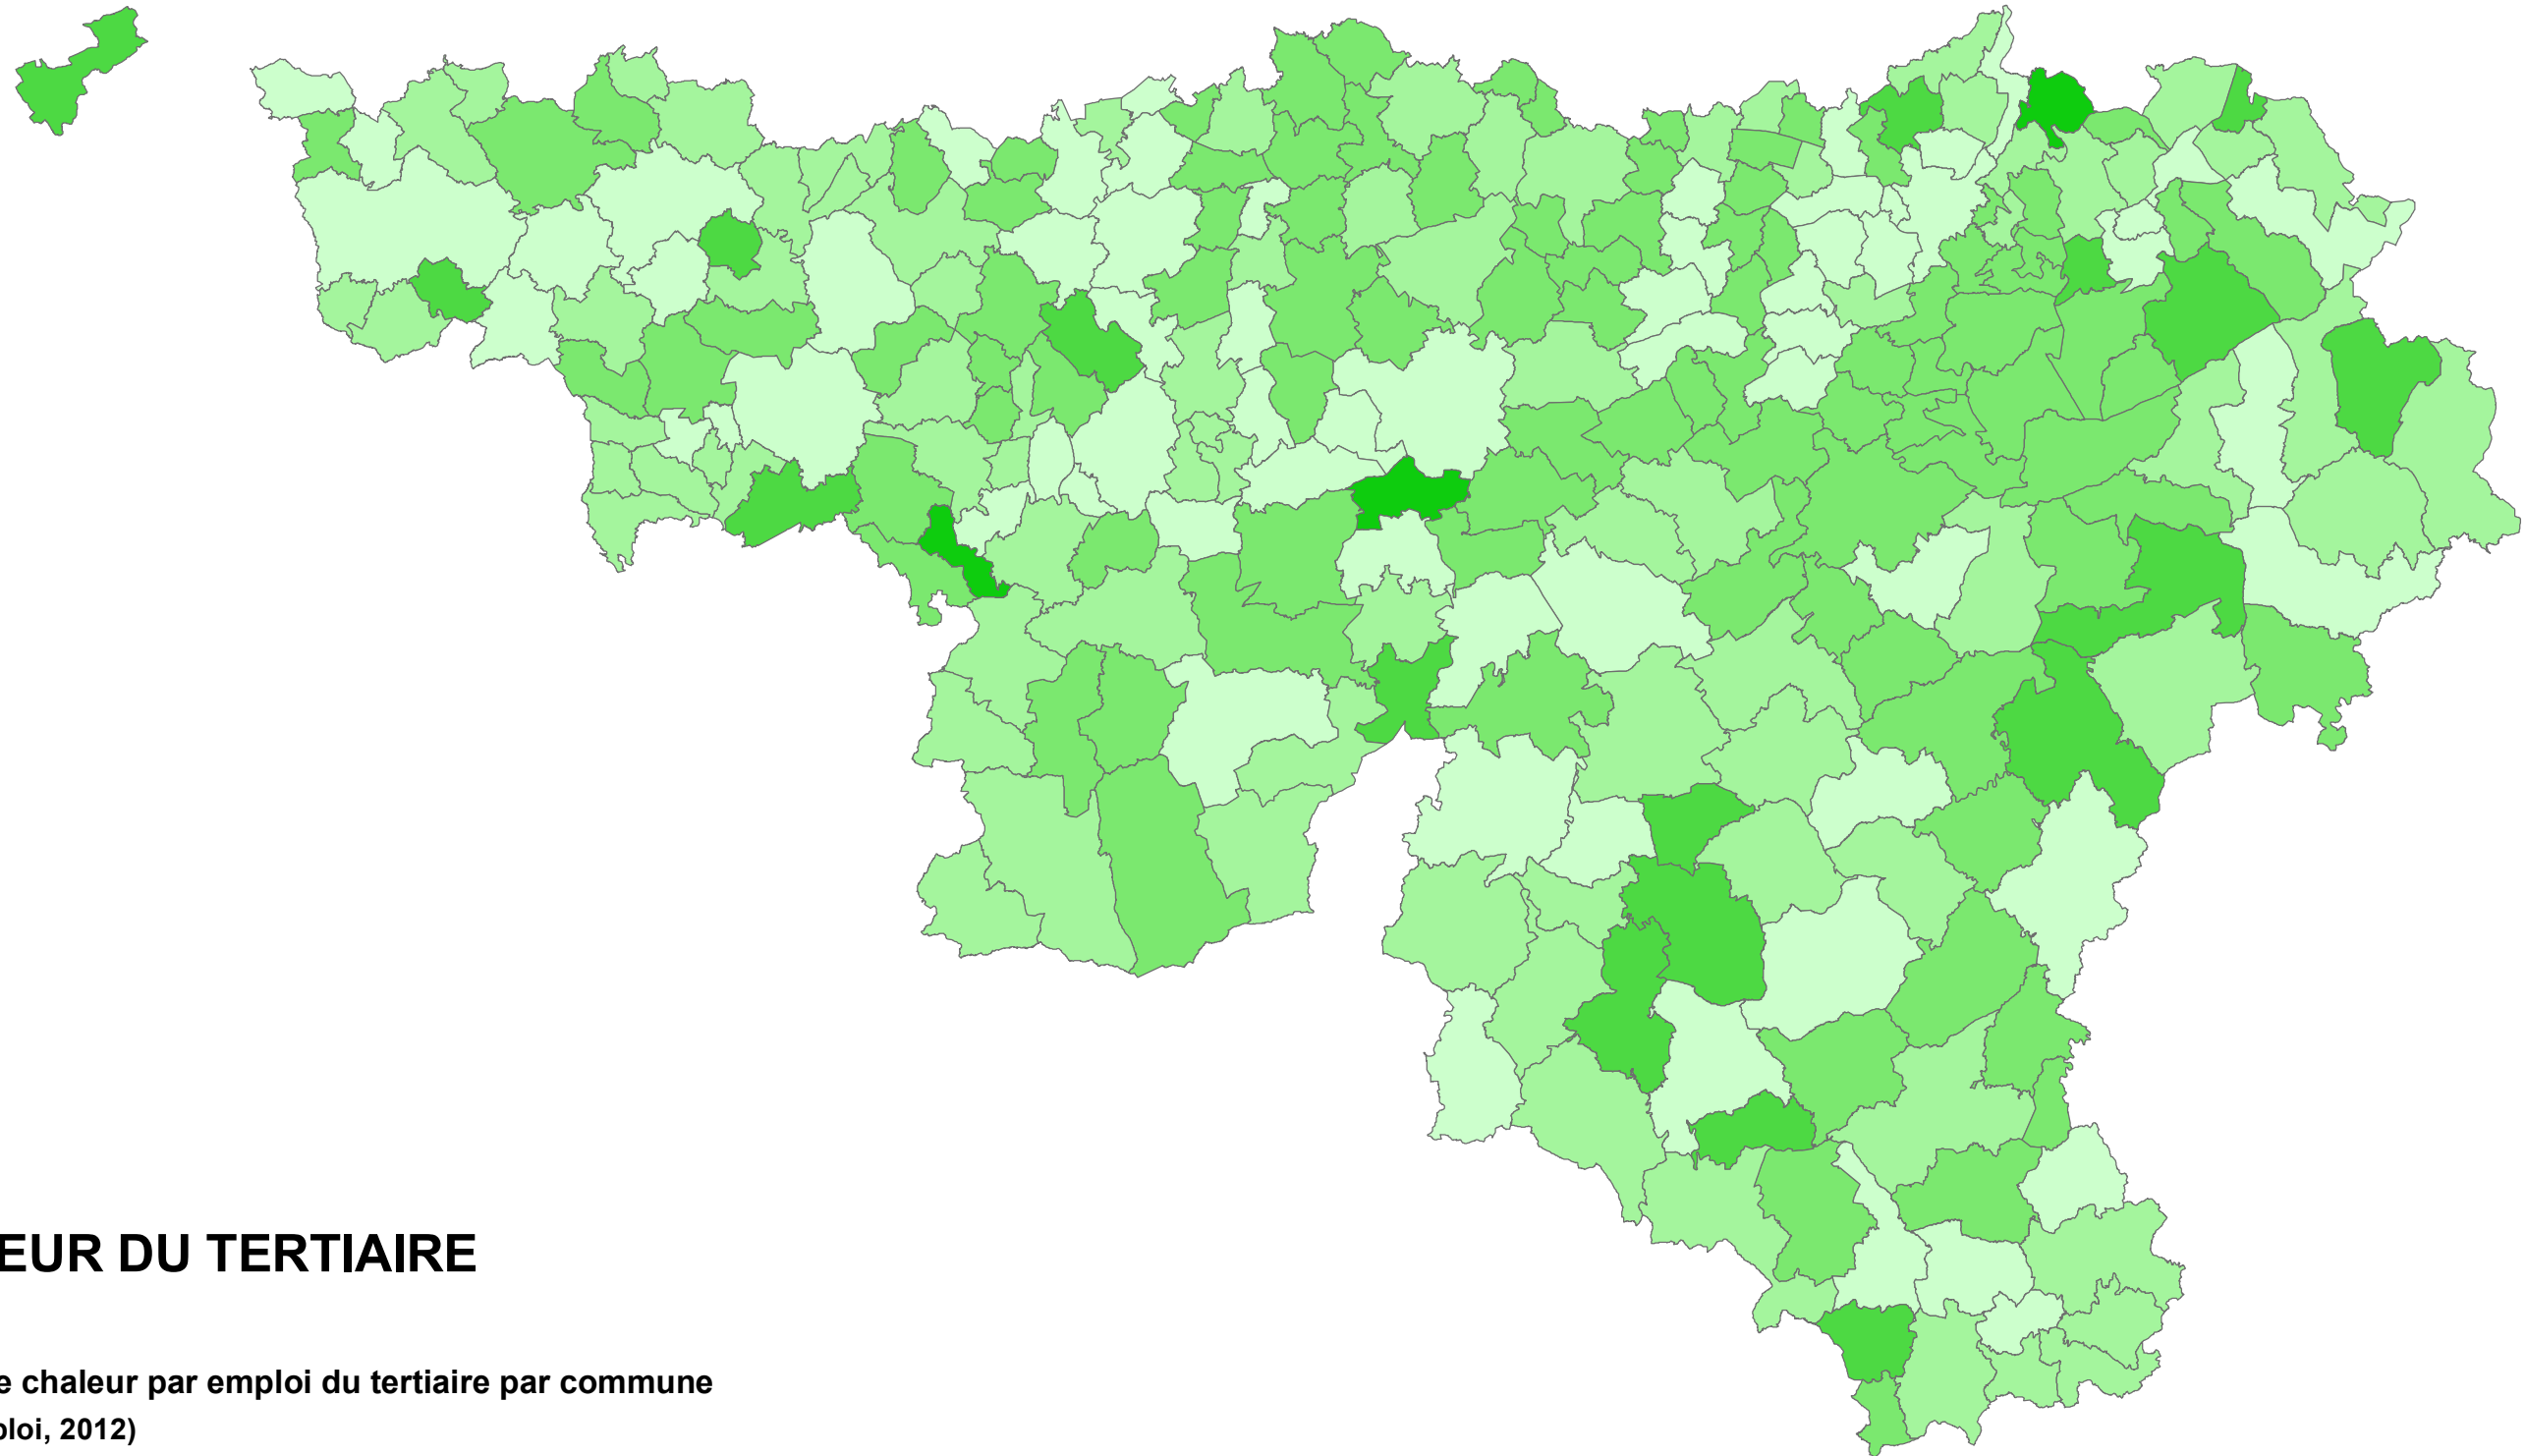 EUR DU TERTIAIRE
e chaleur par emploi du tertiaire par commune
ploi, 2012)